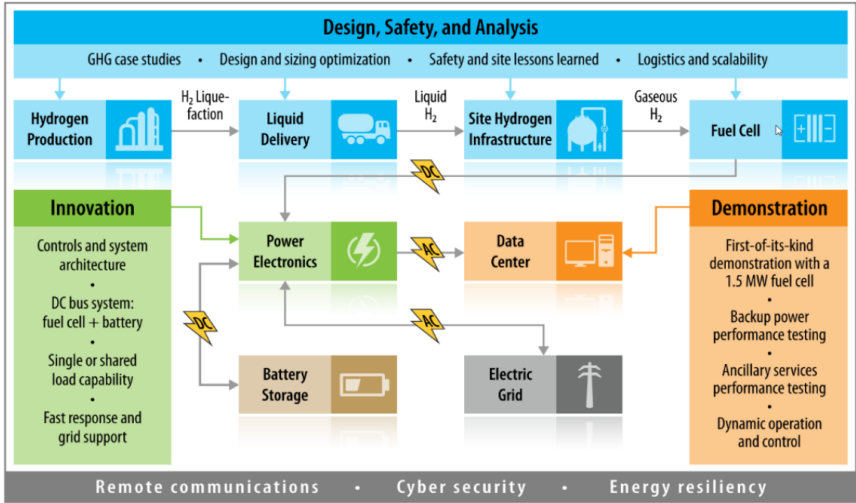 Design, Safety, and Analysis
GHG case studies • Design and sizing optimization • Safety and site lessons learned • Logistics and scalability
Hydrogen
Production
H2 Lique-
faction
Liquid
Delivery
Liquid
H2
Site Hydrogen
Infrastructure
Gaseous
H2
Fuel Cell
DC
Innovation
Controls and system
architecture
•
DC bus system:
fuel cell + battery
•
Single or shared
load capability
•
Fast response and
grid support
Power
Electronics
AC
Data
Center
DC
AC
Battery
Storage
Electric
Grid
Demonstration
First-of-its-kind
demonstration with a
1.5 MW fuel cell
•
Backup power
performance testing
•
Ancillary services
performance testing
•
Dynamic operation
and control
Remote communications • Cyber security • Energy resiliency